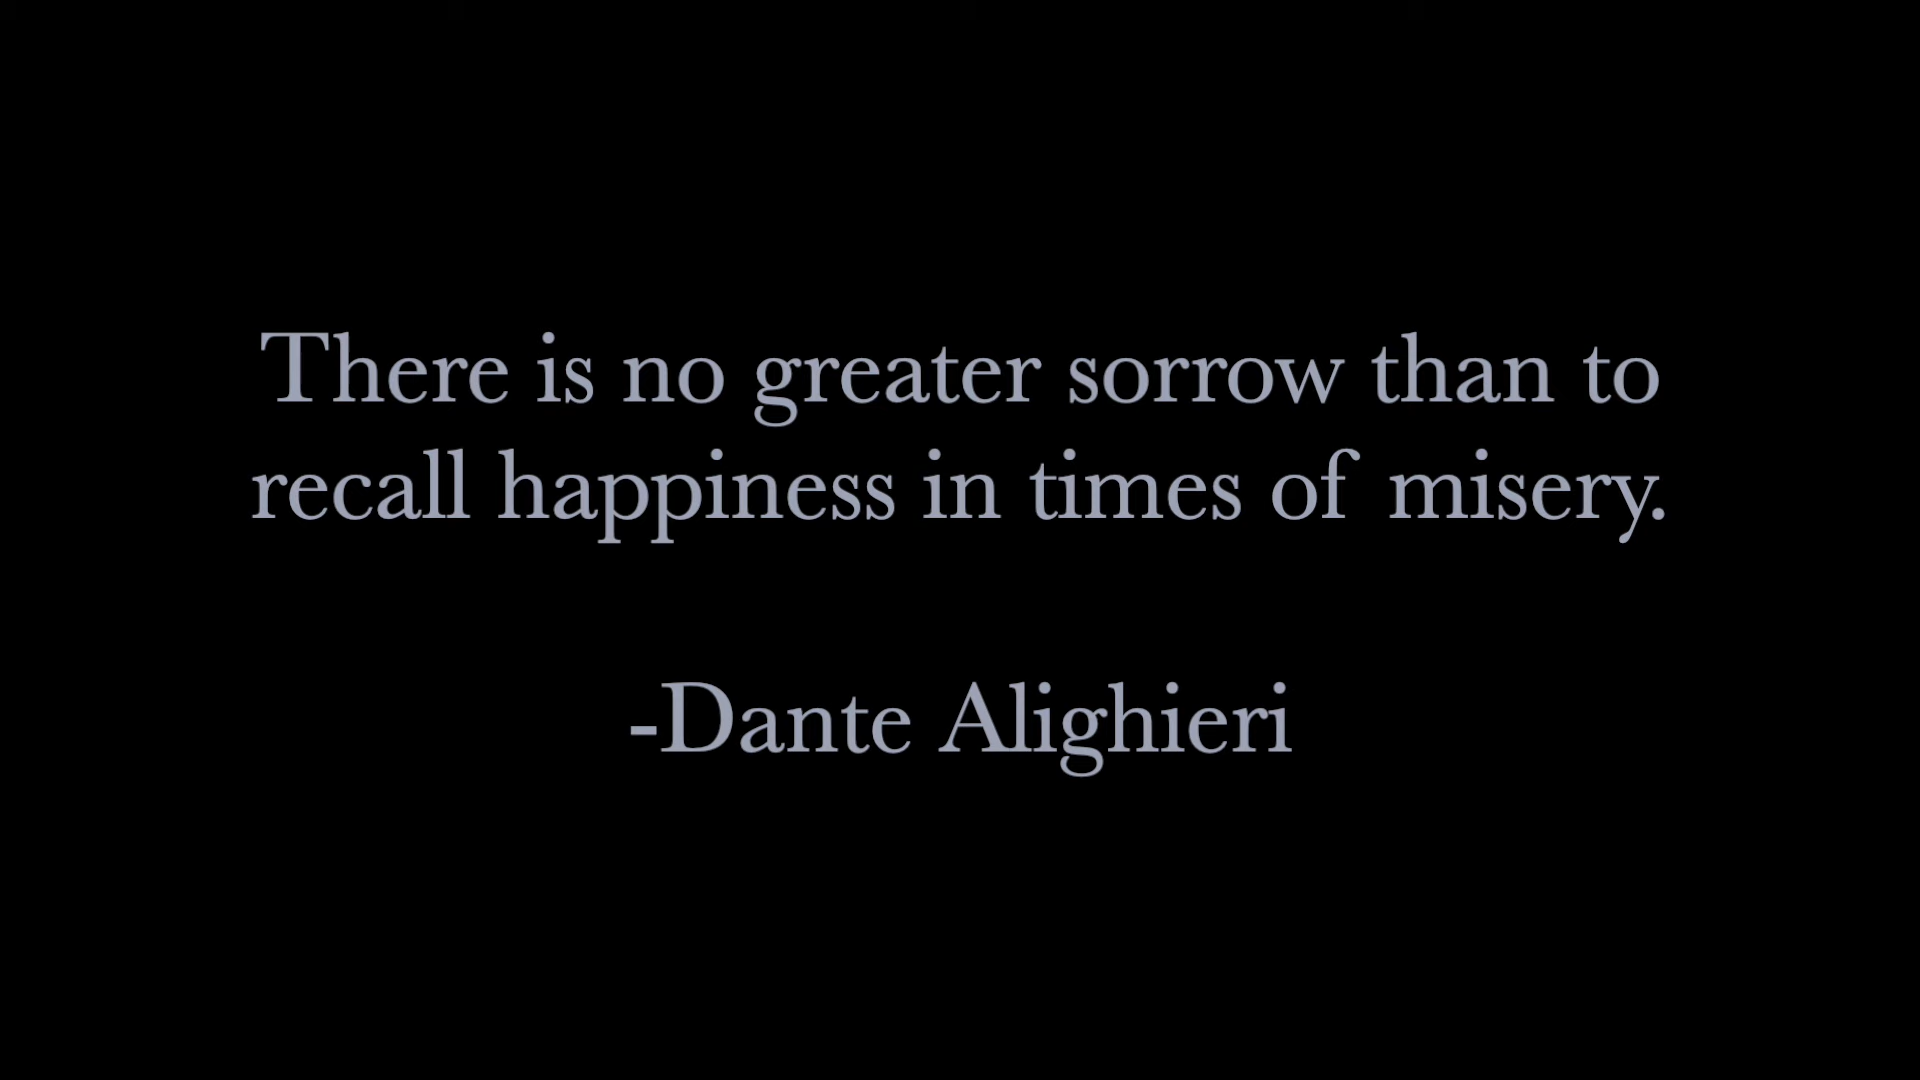 There is no greater sorrow than to
recall happiness in times of misery.
-Dante Alighieri